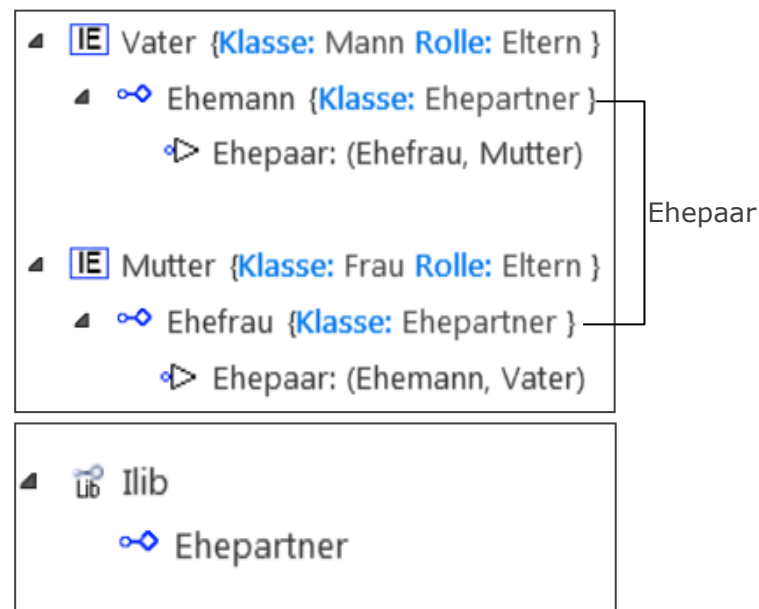 IE Vater {Klasse: Mann Rolle: Eltern }
Ehemann {Klasse: Ehepartner }
Ehepaar: (Ehefrau, Mutter)
Ehepaar
IE Mutter {Klasse: Frau Rolle: Eltern }
Ehefrau {Klasse: Ehepartner }
Ehepaar: (Ehemann, Vater)
Lib Ilib
Ehepartner